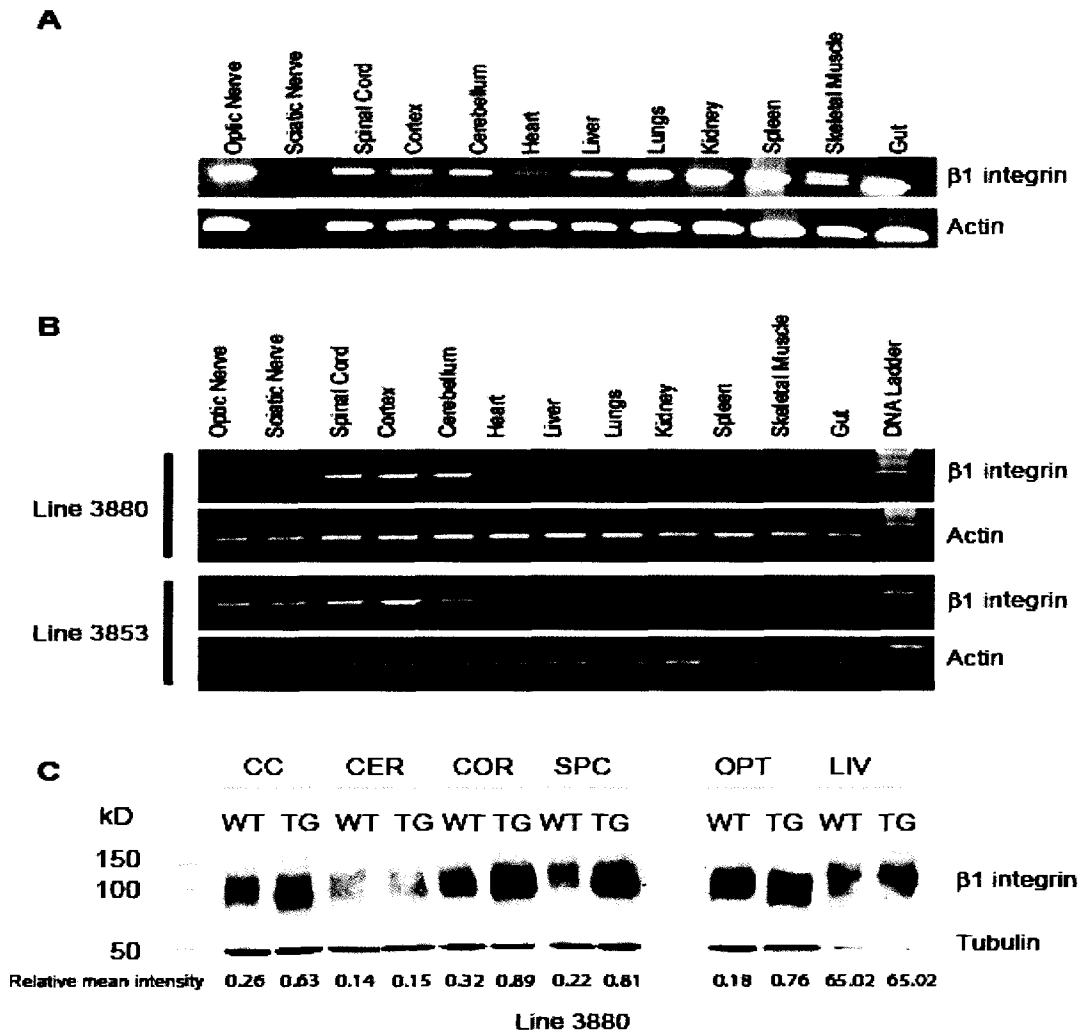 A
Optic Nerve
Sciatic Nerve
Spinal Cord
Cortex
Cerebellum
Heart
Liver
Lungs
Kidney
Spleen
Skeletal Muscle
Gut
β1 integrin
Actin
B
Optic Nerve
Sciatic Nerve
Spinal Cord
Cortex
Cerebellum
Heart
Liver
Lungs
Kidney
Spleen
Skeletal Muscle
Gut
DNA Ladder
Line 3880
β1 integrin
Actin
Line 3853
β1 integrin
Actin
C
CC CER COR SPC OPT LIV
kD
WT TG WT TG WT TG WT TG WT TG WT TG
150
100
β1 integrin
50
Tubulin
Relative mean intensity 0.26 0.63 0.14 0.15 0.32 0.89 0.22 0.81 0.18 0.76 65.02 65.02
Line 3880